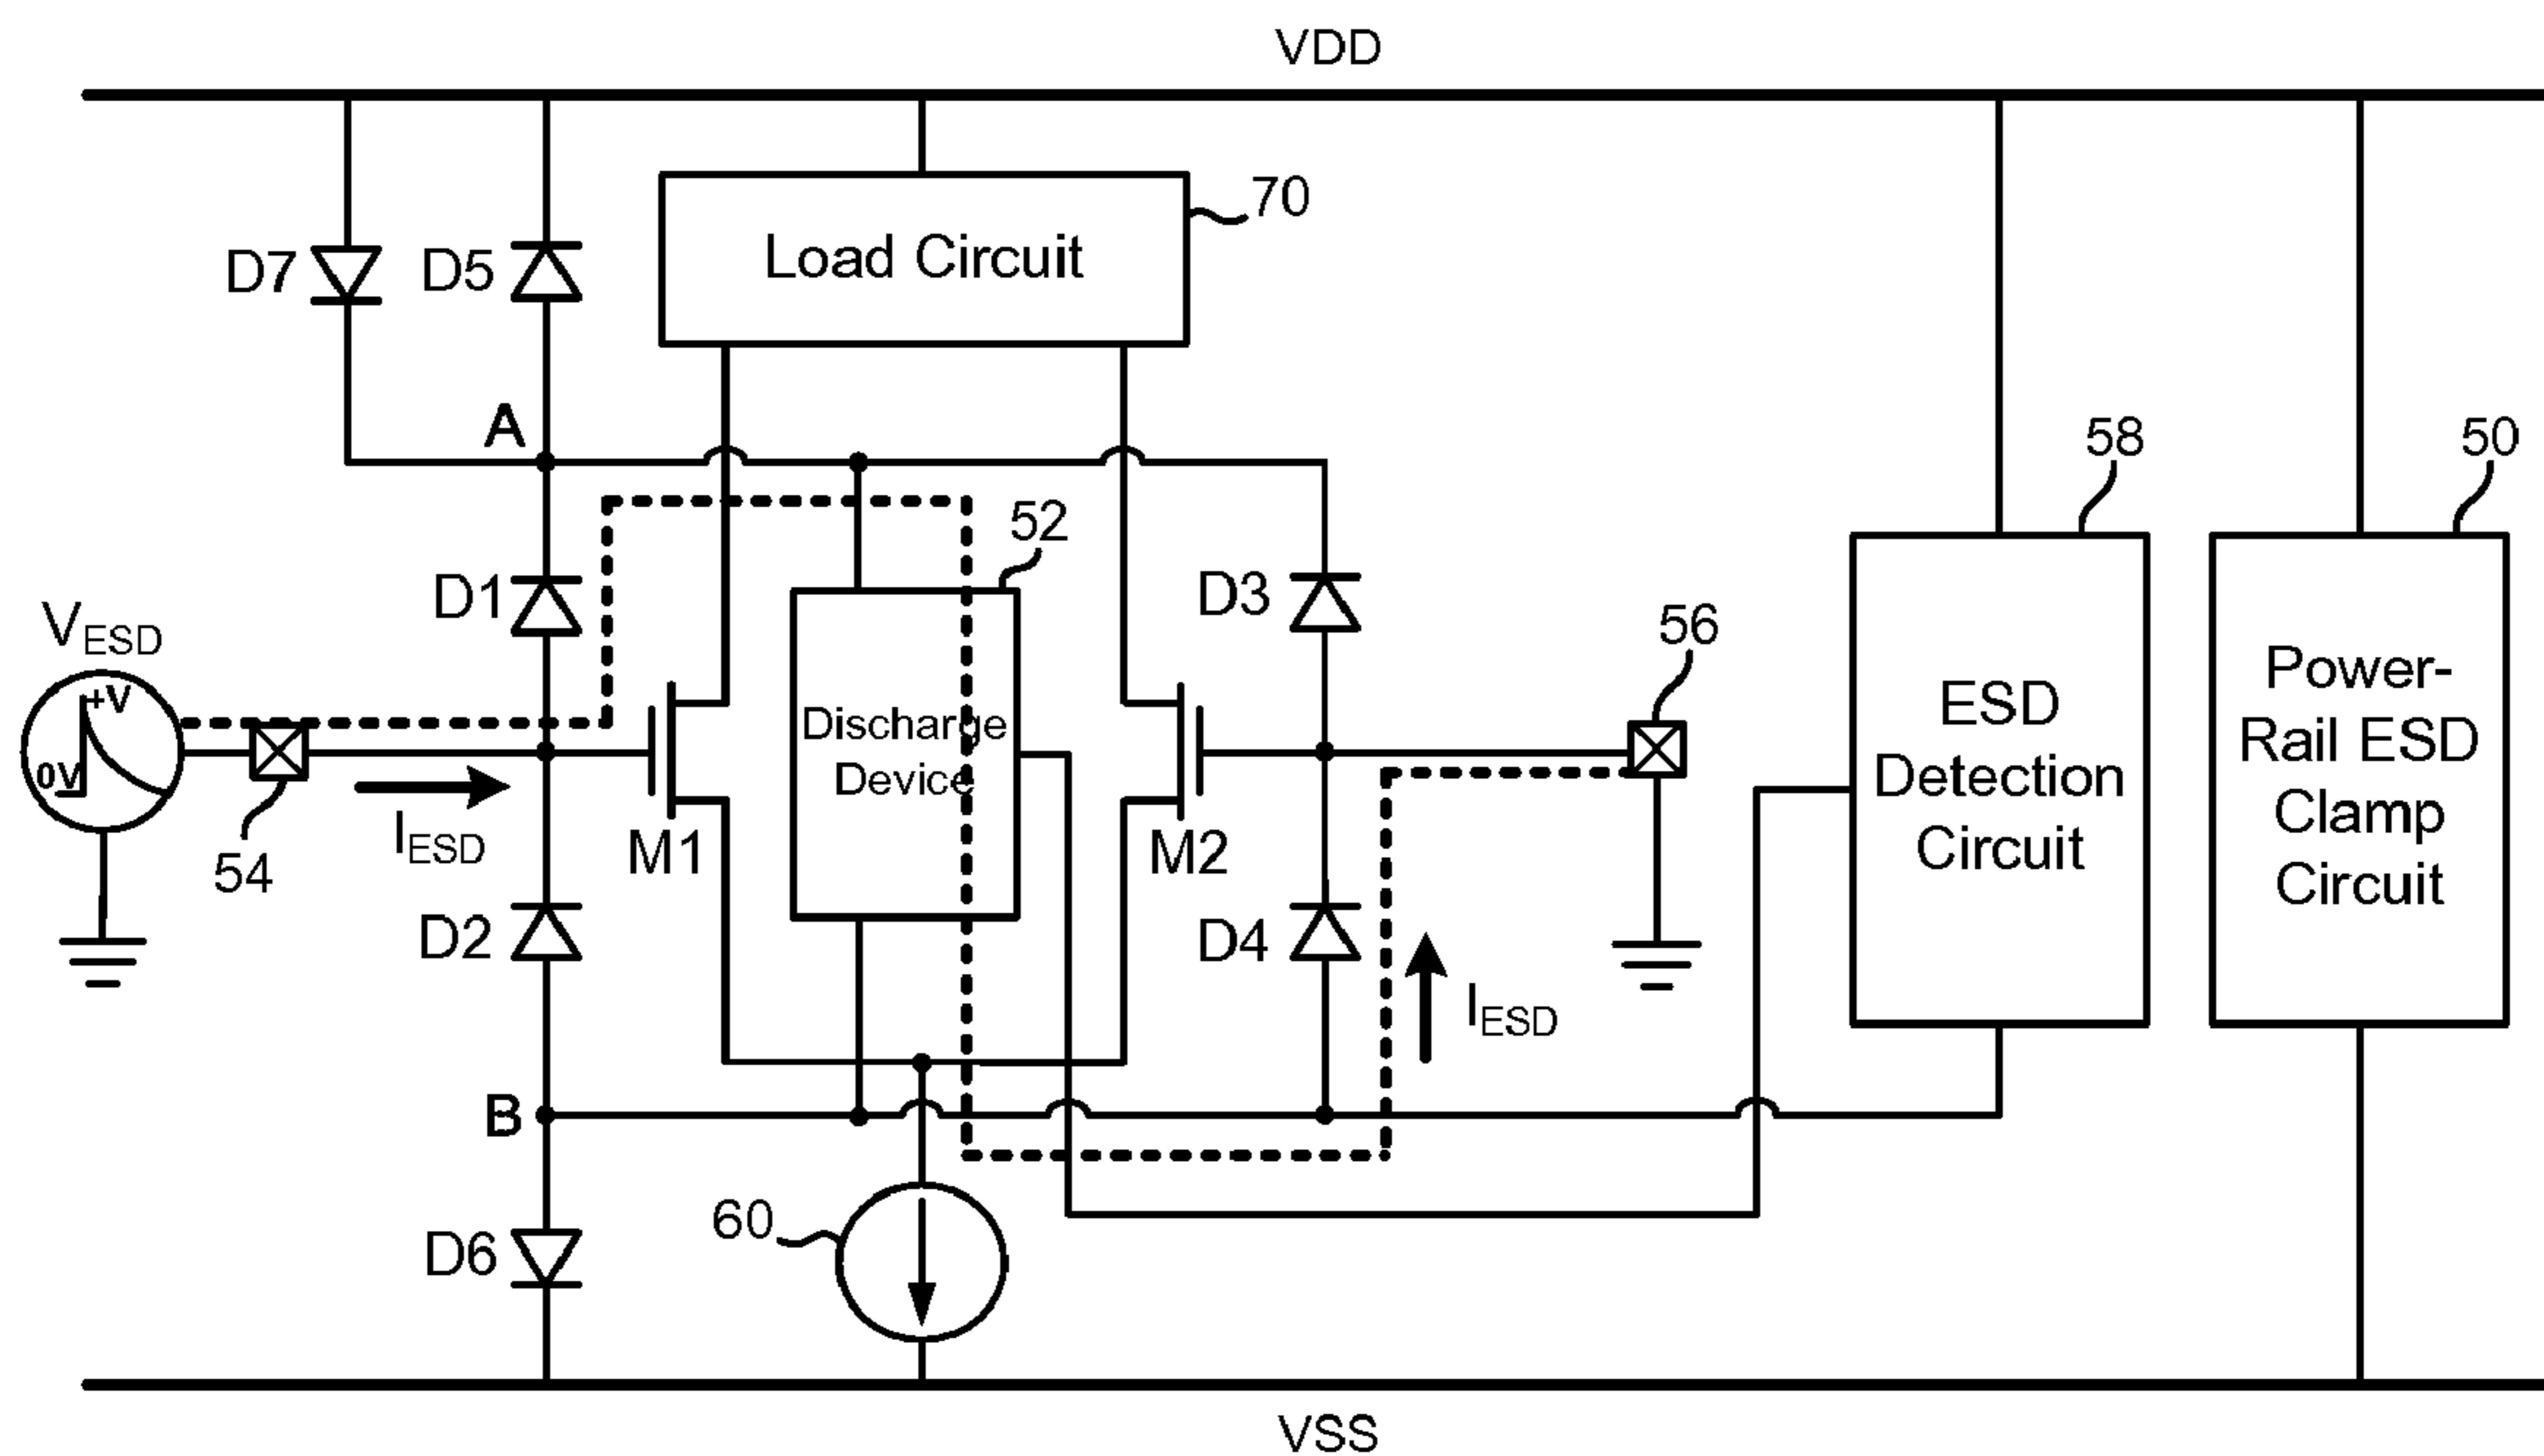 VDD
70
Load Circuit
D7
D5
A
58
50
52
D1
D3
56
VESD
+V
0V
Discharge
Device
ESD
Detection
Circuit
Power-
Rail ESD
Clamp
Circuit
54
IESD
M1
M2
D2
D4
IESD
B
60
D6
VSS